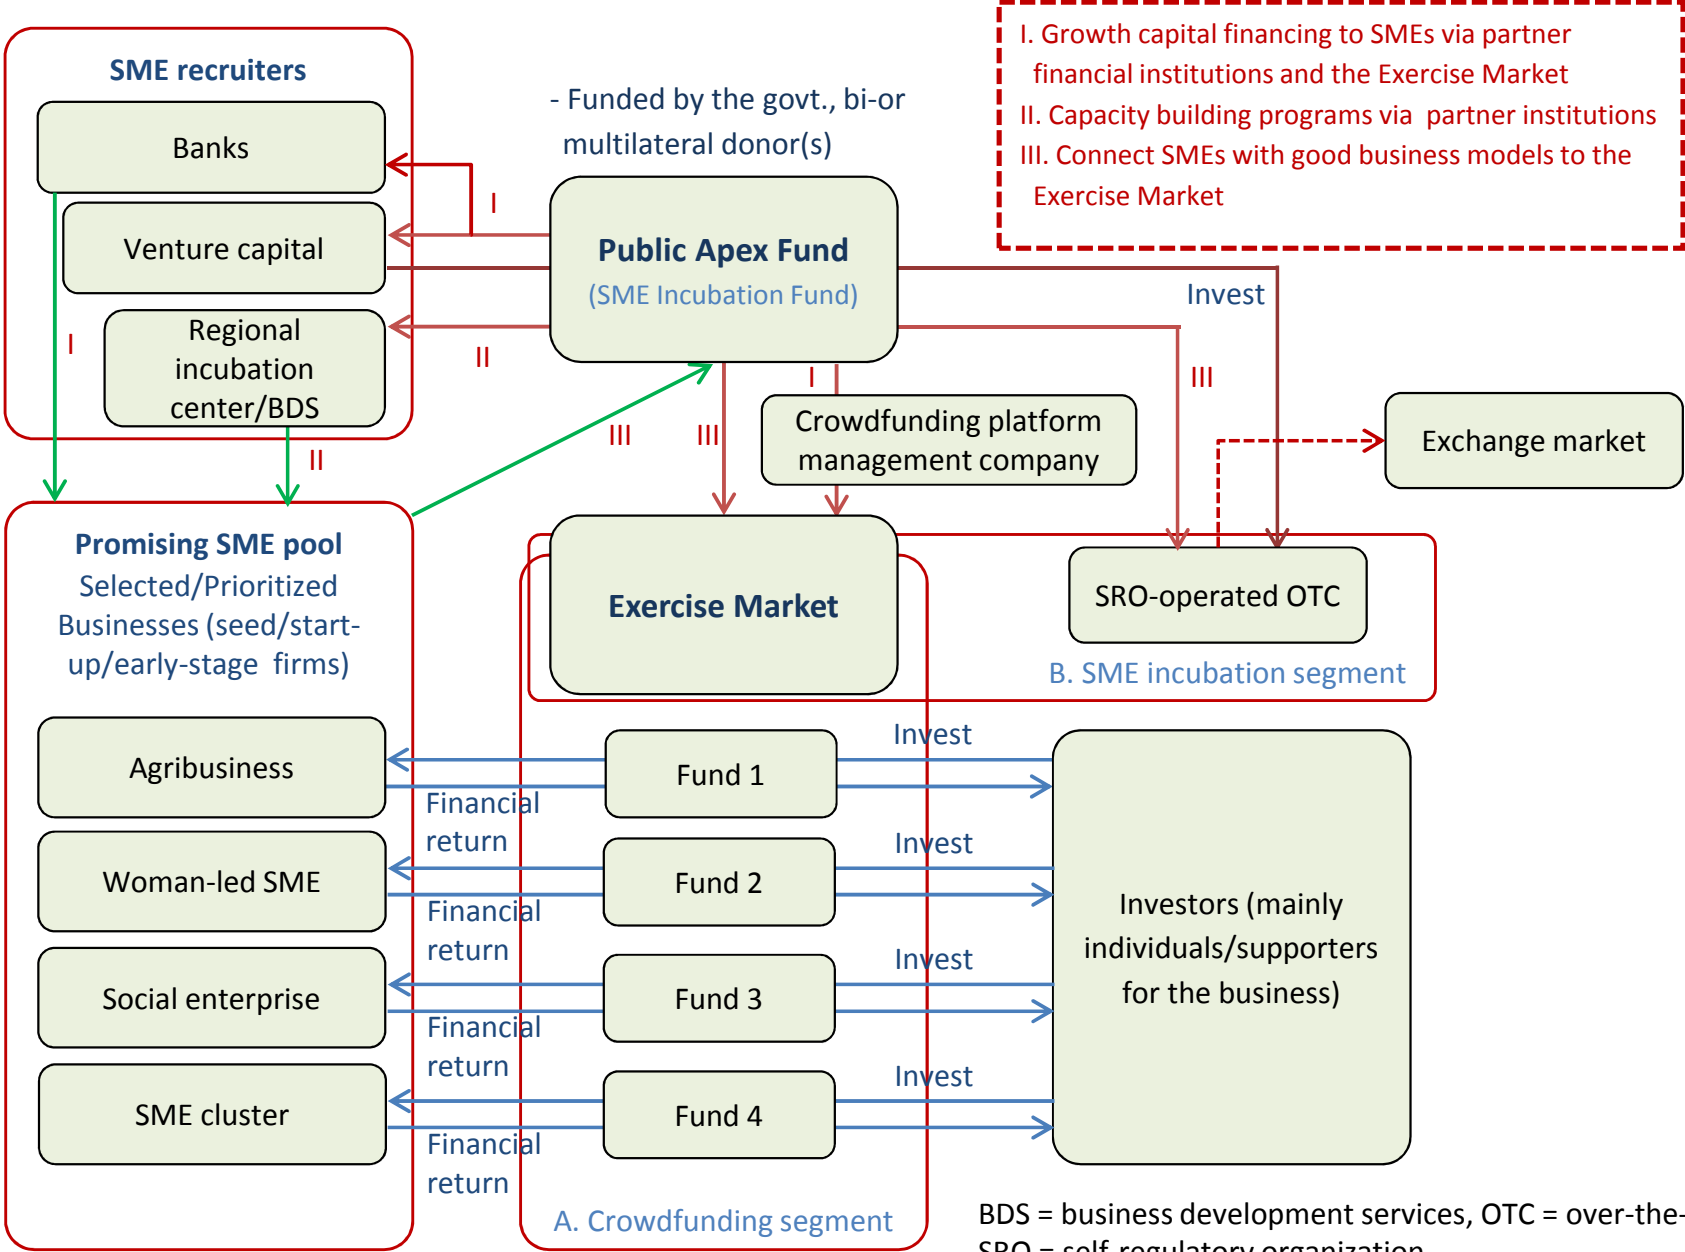 I. Growth capital financing to SMEs via partner
financial institutions and the Exercise Market
II. Capacity building programs via partner institutions
III. Connect SMEs with good business models to the
Exercise Market
SME recruiters
Banks
Venture capital
Regional
incubation
center/BDS
- Funded by the govt., bi-or
multilateral donor(s)
Public Apex Fund
(SME Incubation Fund)
I
II
I
II
III
III
I
Invest
III
Crowdfunding platform
management company
Exchange market
Promising SME pool
Selected/Prioritized
Businesses (seed/start-
up/early-stage firms)
Exercise Market
SRO-operated OTC
B. SME incubation segment
Agribusiness
Financial
return
Fund 1
Invest
Woman-led SME
Financial
return
Fund 2
Invest
Social enterprise
Financial
return
Fund 3
Invest
SME cluster
Financial
return
Fund 4
Invest
Investors (mainly
individuals/supporters
for the business)
A. Crowdfunding segment
BDS = business development services, OTC = over-the-
SRO = self-regulatory organization